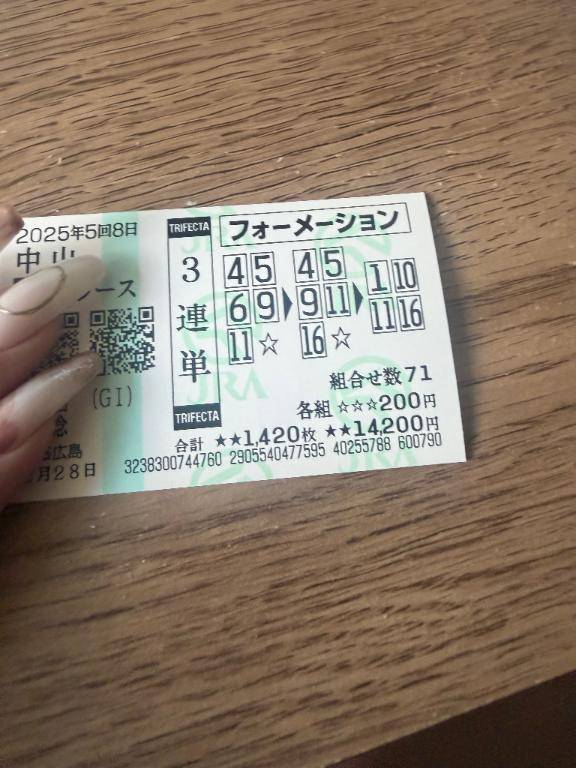 2025年5回8日
中山
レース
(GI)
念
広島
月28日
TRIFECTA
3連単
TRIFECTA
フォーメーション
4 5 4 5 1 10
6 9 9 11 11 16
11 ☆ 16 ☆
組合せ数71
各組 ☆☆☆200円
合計 ★★1,420枚 ★★14,200円
3238300744760 2905540477595 40255788 600790
JRA